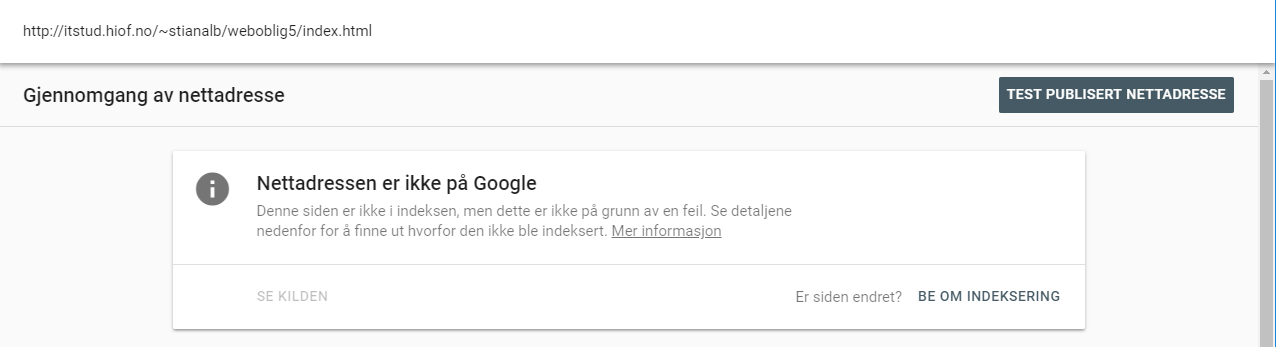 http://itstud.hiof.no/~stianalb/weboblig5/index.html
Gjennomgang av nettadresse
TEST PUBLISERT NETTADRESSE
Nettadressen er ikke på Google
Denne siden er ikke i indeksen, men dette er ikke på grunn av en feil. Se detaljene
nedenfor for å finne ut hvorfor den ikke ble indeksert. Mer informasjon
SE KILDEN
Er siden endret? BE OM INDEKSERING